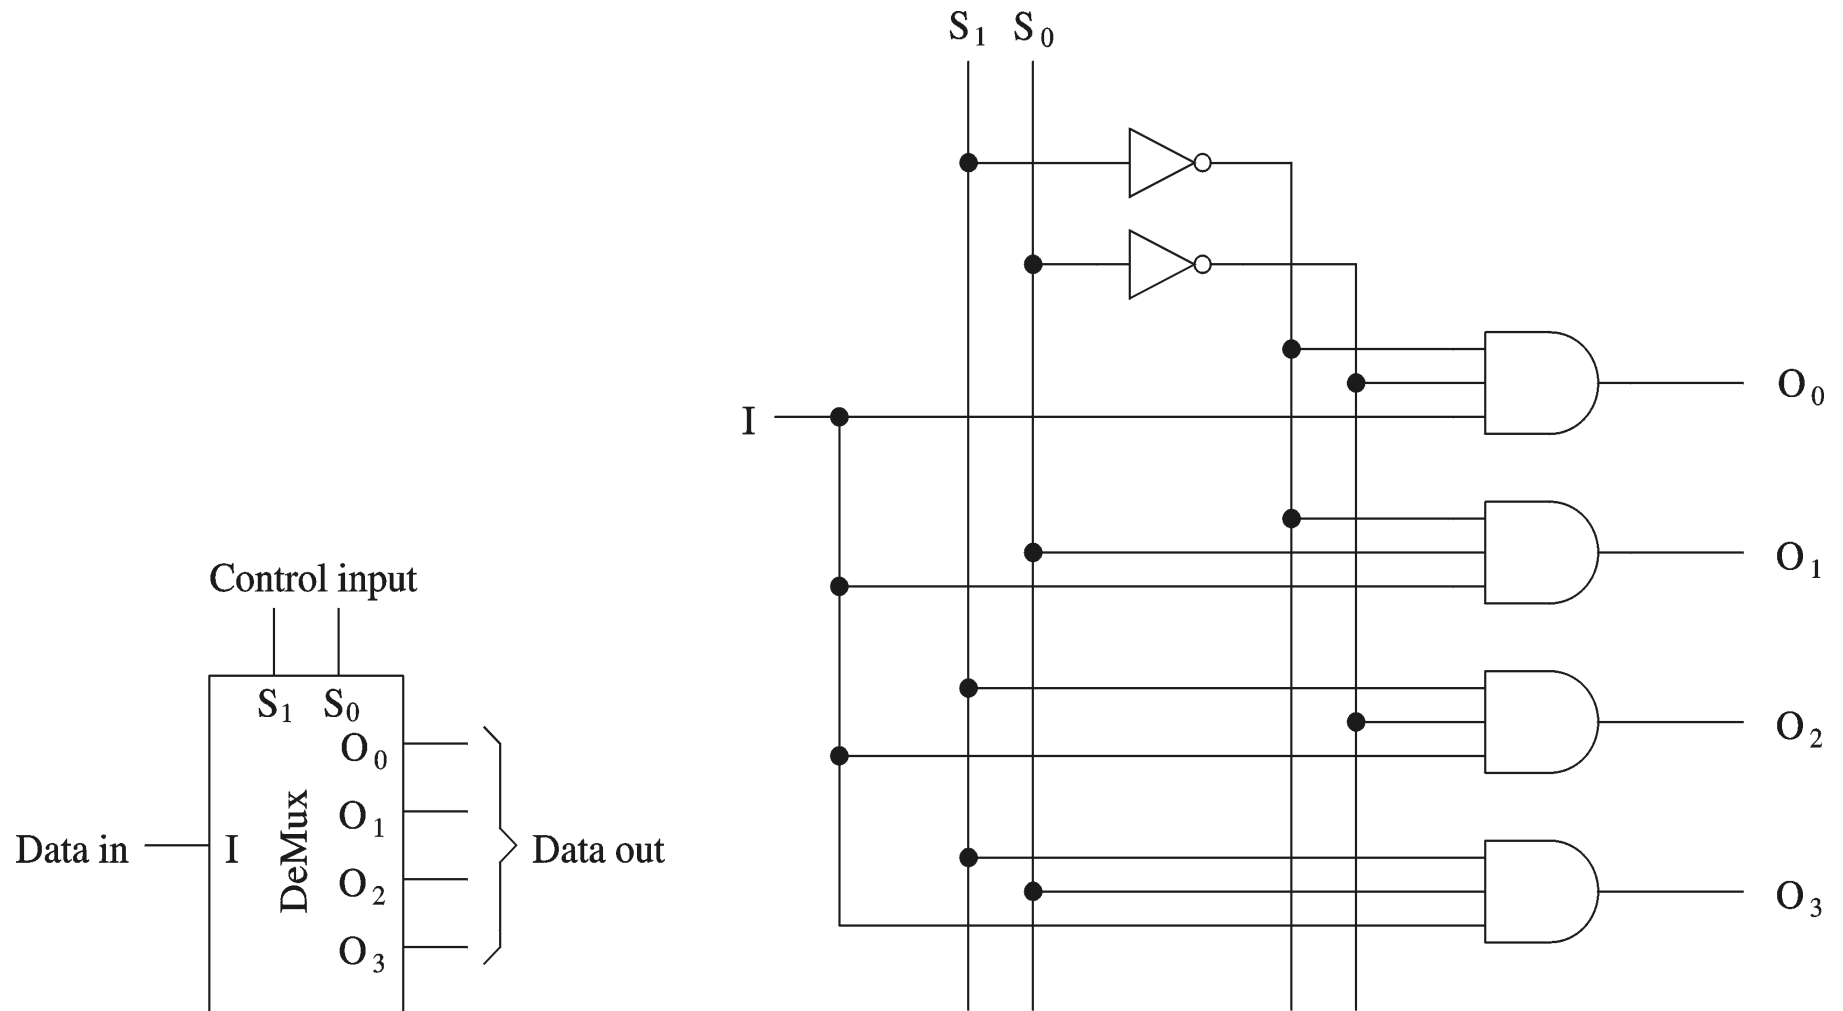 Control input
S1 S0
O0
O1
O2
O3
Data in
I
DeMux
Data out
S1 S0
I
O0
O1
O2
O3